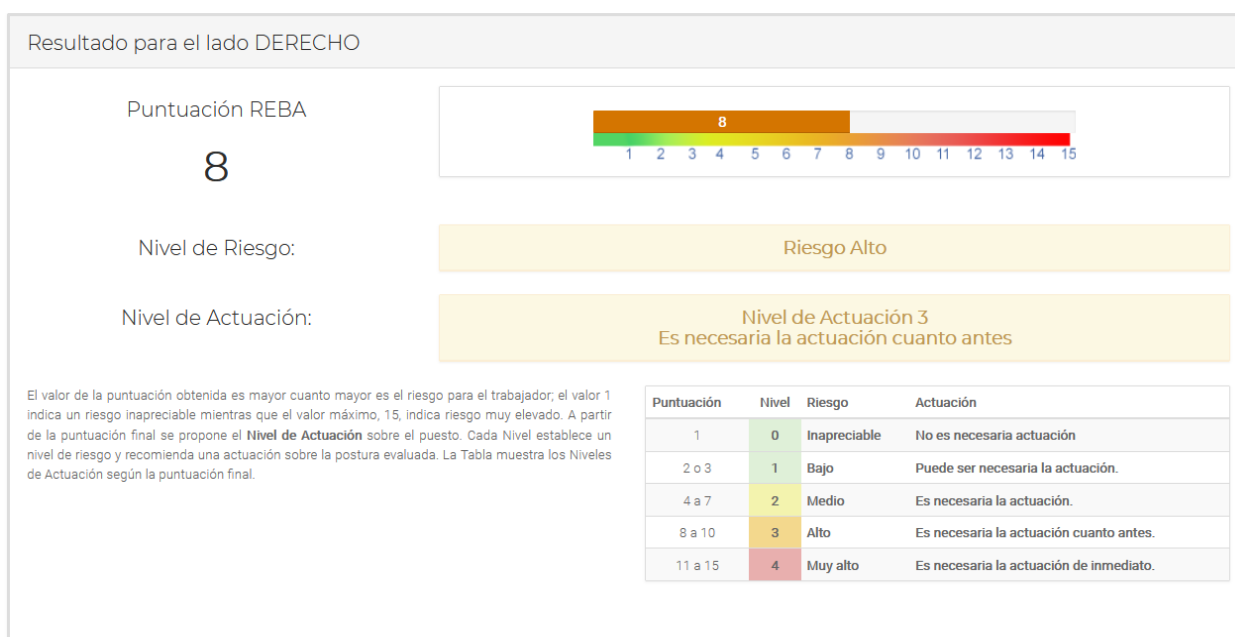 Resultado para el lado DERECHO
Puntuación REBA
8
8
1 2 3 4 5 6 7 8 9 10 11 12 13 14 15
Nivel de Riesgo:
Riesgo Alto
Nivel de Actuación:
Nivel de Actuación 3
Es necesaria la actuación cuanto antes
El valor de la puntuación obtenida es mayor cuanto mayor es el riesgo para el trabajador; el valor 1
indica un riesgo inapreciable mientras que el valor máximo, 15, indica riesgo muy elevado. A partir
de la puntuación final se propone el Nivel de Actuación sobre el puesto. Cada Nivel establece un
nivel de riesgo y recomienda una actuación sobre la postura evaluada. La Tabla muestra los Niveles
de Actuación según la puntuación final.
Puntuación Nivel Riesgo Actuación
1 0 Inapreciable No es necesaria actuación
2 o 3 1 Bajo Puede ser necesaria la actuación.
4 a 7 2 Medio Es necesaria la actuación.
8 a 10 3 Alto Es necesaria la actuación cuanto antes.
11 a 15 4 Muy alto Es necesaria la actuación de inmediato.